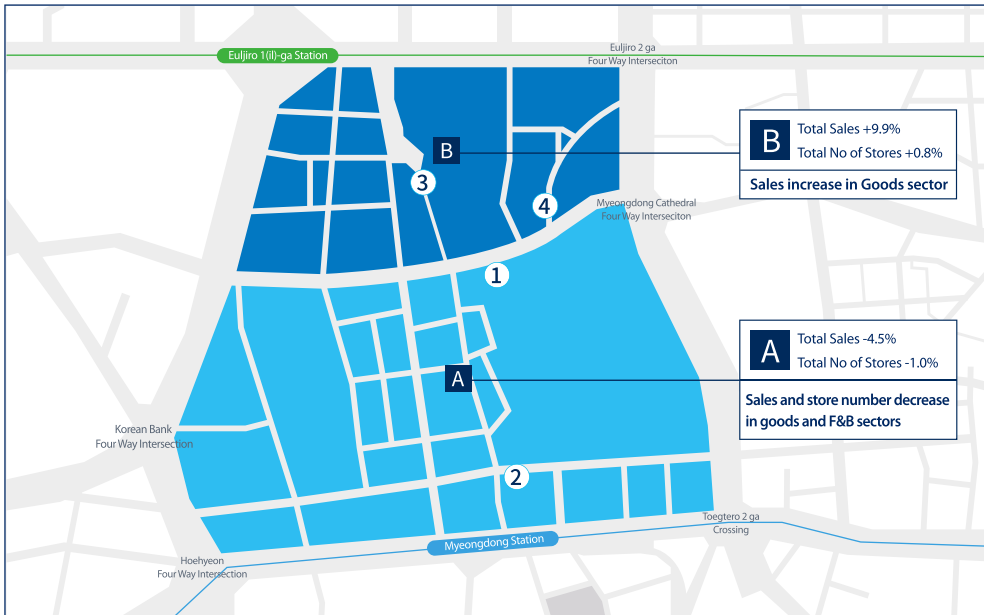 Euljiro 1(il)-ga Station
Euljiro 2 ga
Four Way Interseciton
B
Total Sales +9.9%
Total No of Stores +0.8%
Sales increase in Goods sector
B
3
4
Myeongdong Cathedral
Four Way Interseciton
1
A
Total Sales -4.5%
Total No of Stores -1.0%
Sales and store number decrease
in goods and F&B sectors
A
Korean Bank
Four Way Intersection
2
Toegtero 2 ga
Crossing
Myeongdong Station
Hoehyeon
Four Way Intersection